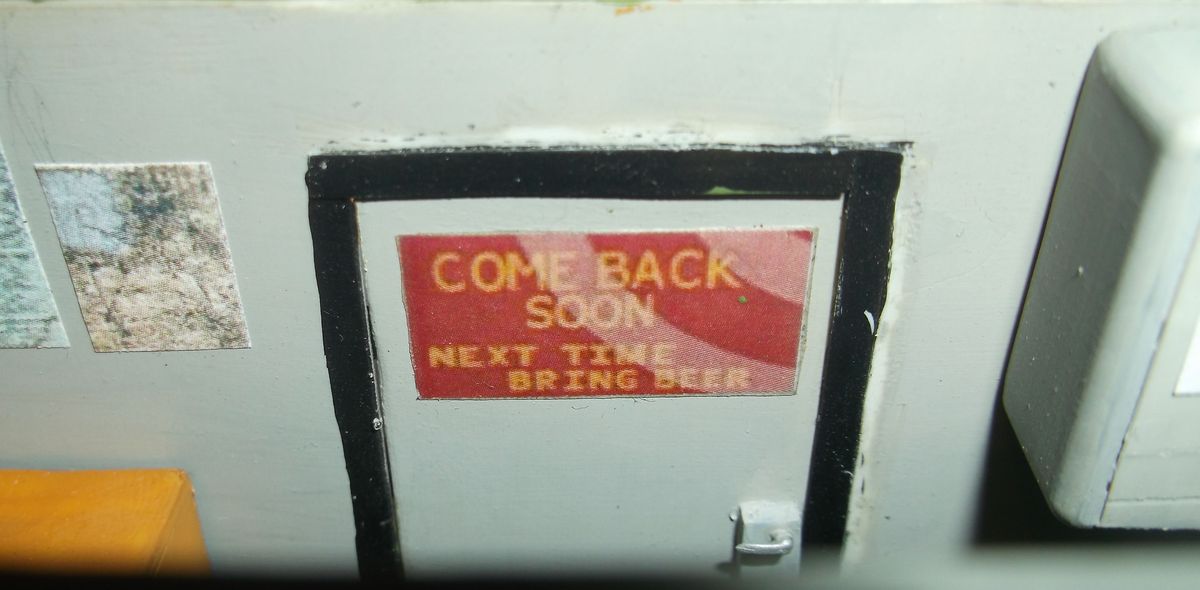 COME BACK
SOON
NEXT TIME
BRING BEER